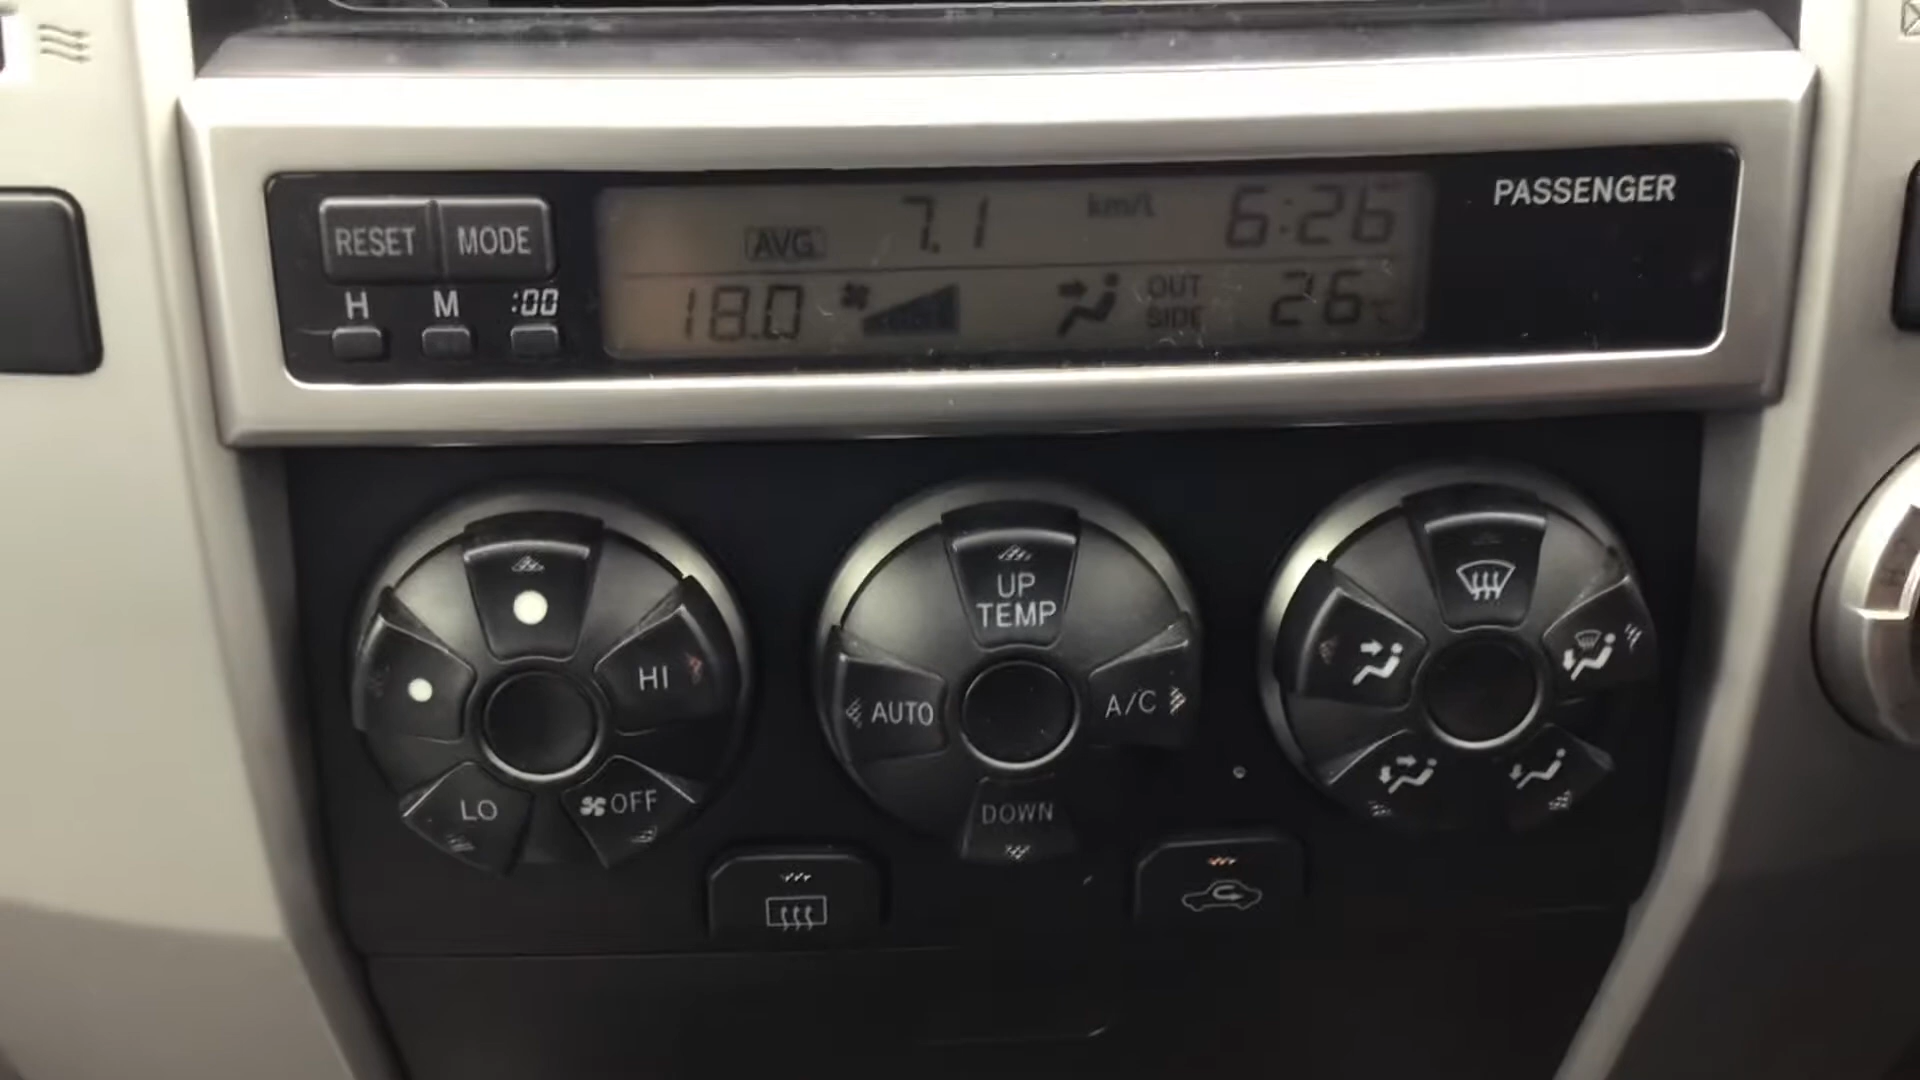 PASSENGER
RESET MODE
AVG 7.1 km/L 6:26
H M :00
18.0 OUT SIDE 26°C
UP TEMP
HI
AUTO A/C
LO OFF
DOWN